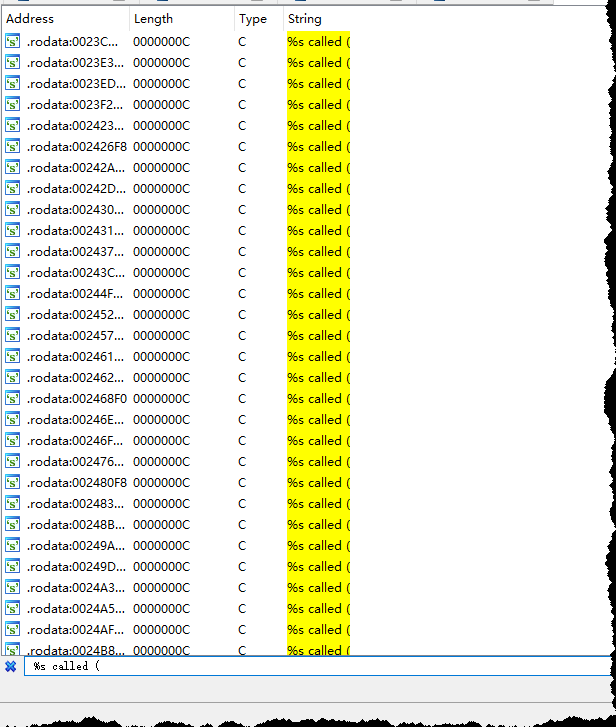 Address Length Type String
.rodata:0023C... 0000000C C %s called (
.rodata:0023E3... 0000000C C %s called (
.rodata:0023ED... 0000000C C %s called (
.rodata:0023F2... 0000000C C %s called (
.rodata:002423... 0000000C C %s called (
.rodata:002426F8 0000000C C %s called (
.rodata:00242A... 0000000C C %s called (
.rodata:00242D... 0000000C C %s called (
.rodata:002430... 0000000C C %s called (
.rodata:002431... 0000000C C %s called (
.rodata:002437... 0000000C C %s called (
.rodata:00243C... 0000000C C %s called (
.rodata:00244F... 0000000C C %s called (
.rodata:002452... 0000000C C %s called (
.rodata:002457... 0000000C C %s called (
.rodata:002461... 0000000C C %s called (
.rodata:002462... 0000000C C %s called (
.rodata:002468F0 0000000C C %s called (
.rodata:00246E... 0000000C C %s called (
.rodata:00246F... 0000000C C %s called (
.rodata:002476... 0000000C C %s called (
.rodata:002480F8 0000000C C %s called (
.rodata:002483... 0000000C C %s called (
.rodata:00248B... 0000000C C %s called (
.rodata:00249A... 0000000C C %s called (
.rodata:00249D... 0000000C C %s called (
.rodata:0024A3... 0000000C C %s called (
.rodata:0024A5... 0000000C C %s called (
.rodata:0024AF... 0000000C C %s called (
.rodata:0024B8... 0000000C C %s called (
%s called (